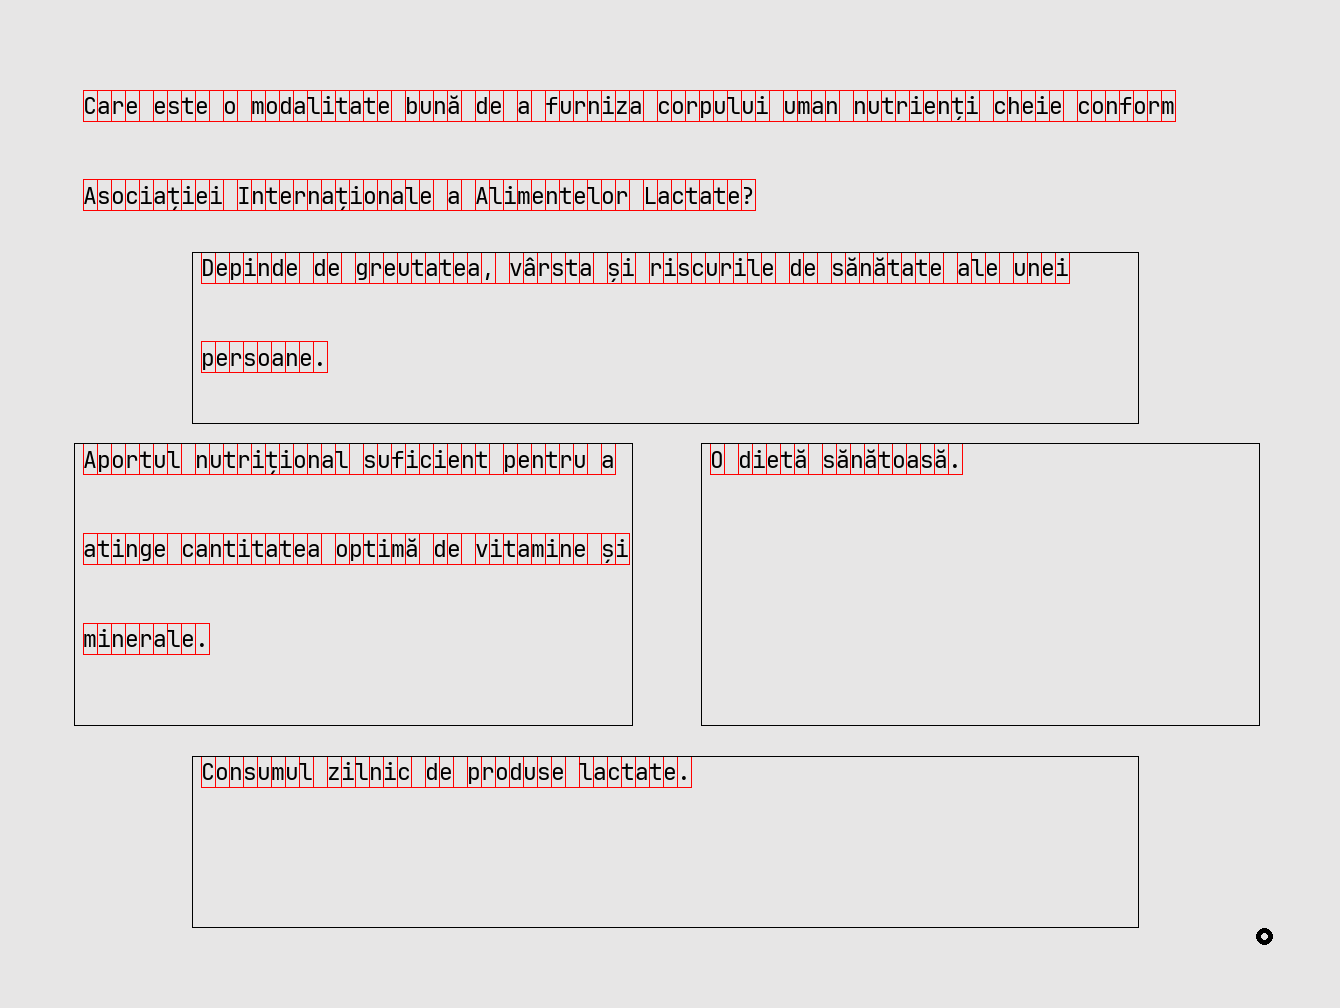 Care este o modalitate bună de a furniza corpului uman nutrienți cheie conform
Asociației Internaționale a Alimentelor Lactate?
Depinde de greutatea, vârsta și riscurile de sănătate ale unei
persoane.
Aportul nutrițional suficient pentru a
atinge cantitatea optimă de vitamine și
minerale.
O dietă sănătoasă.
Consumul zilnic de produse lactate.